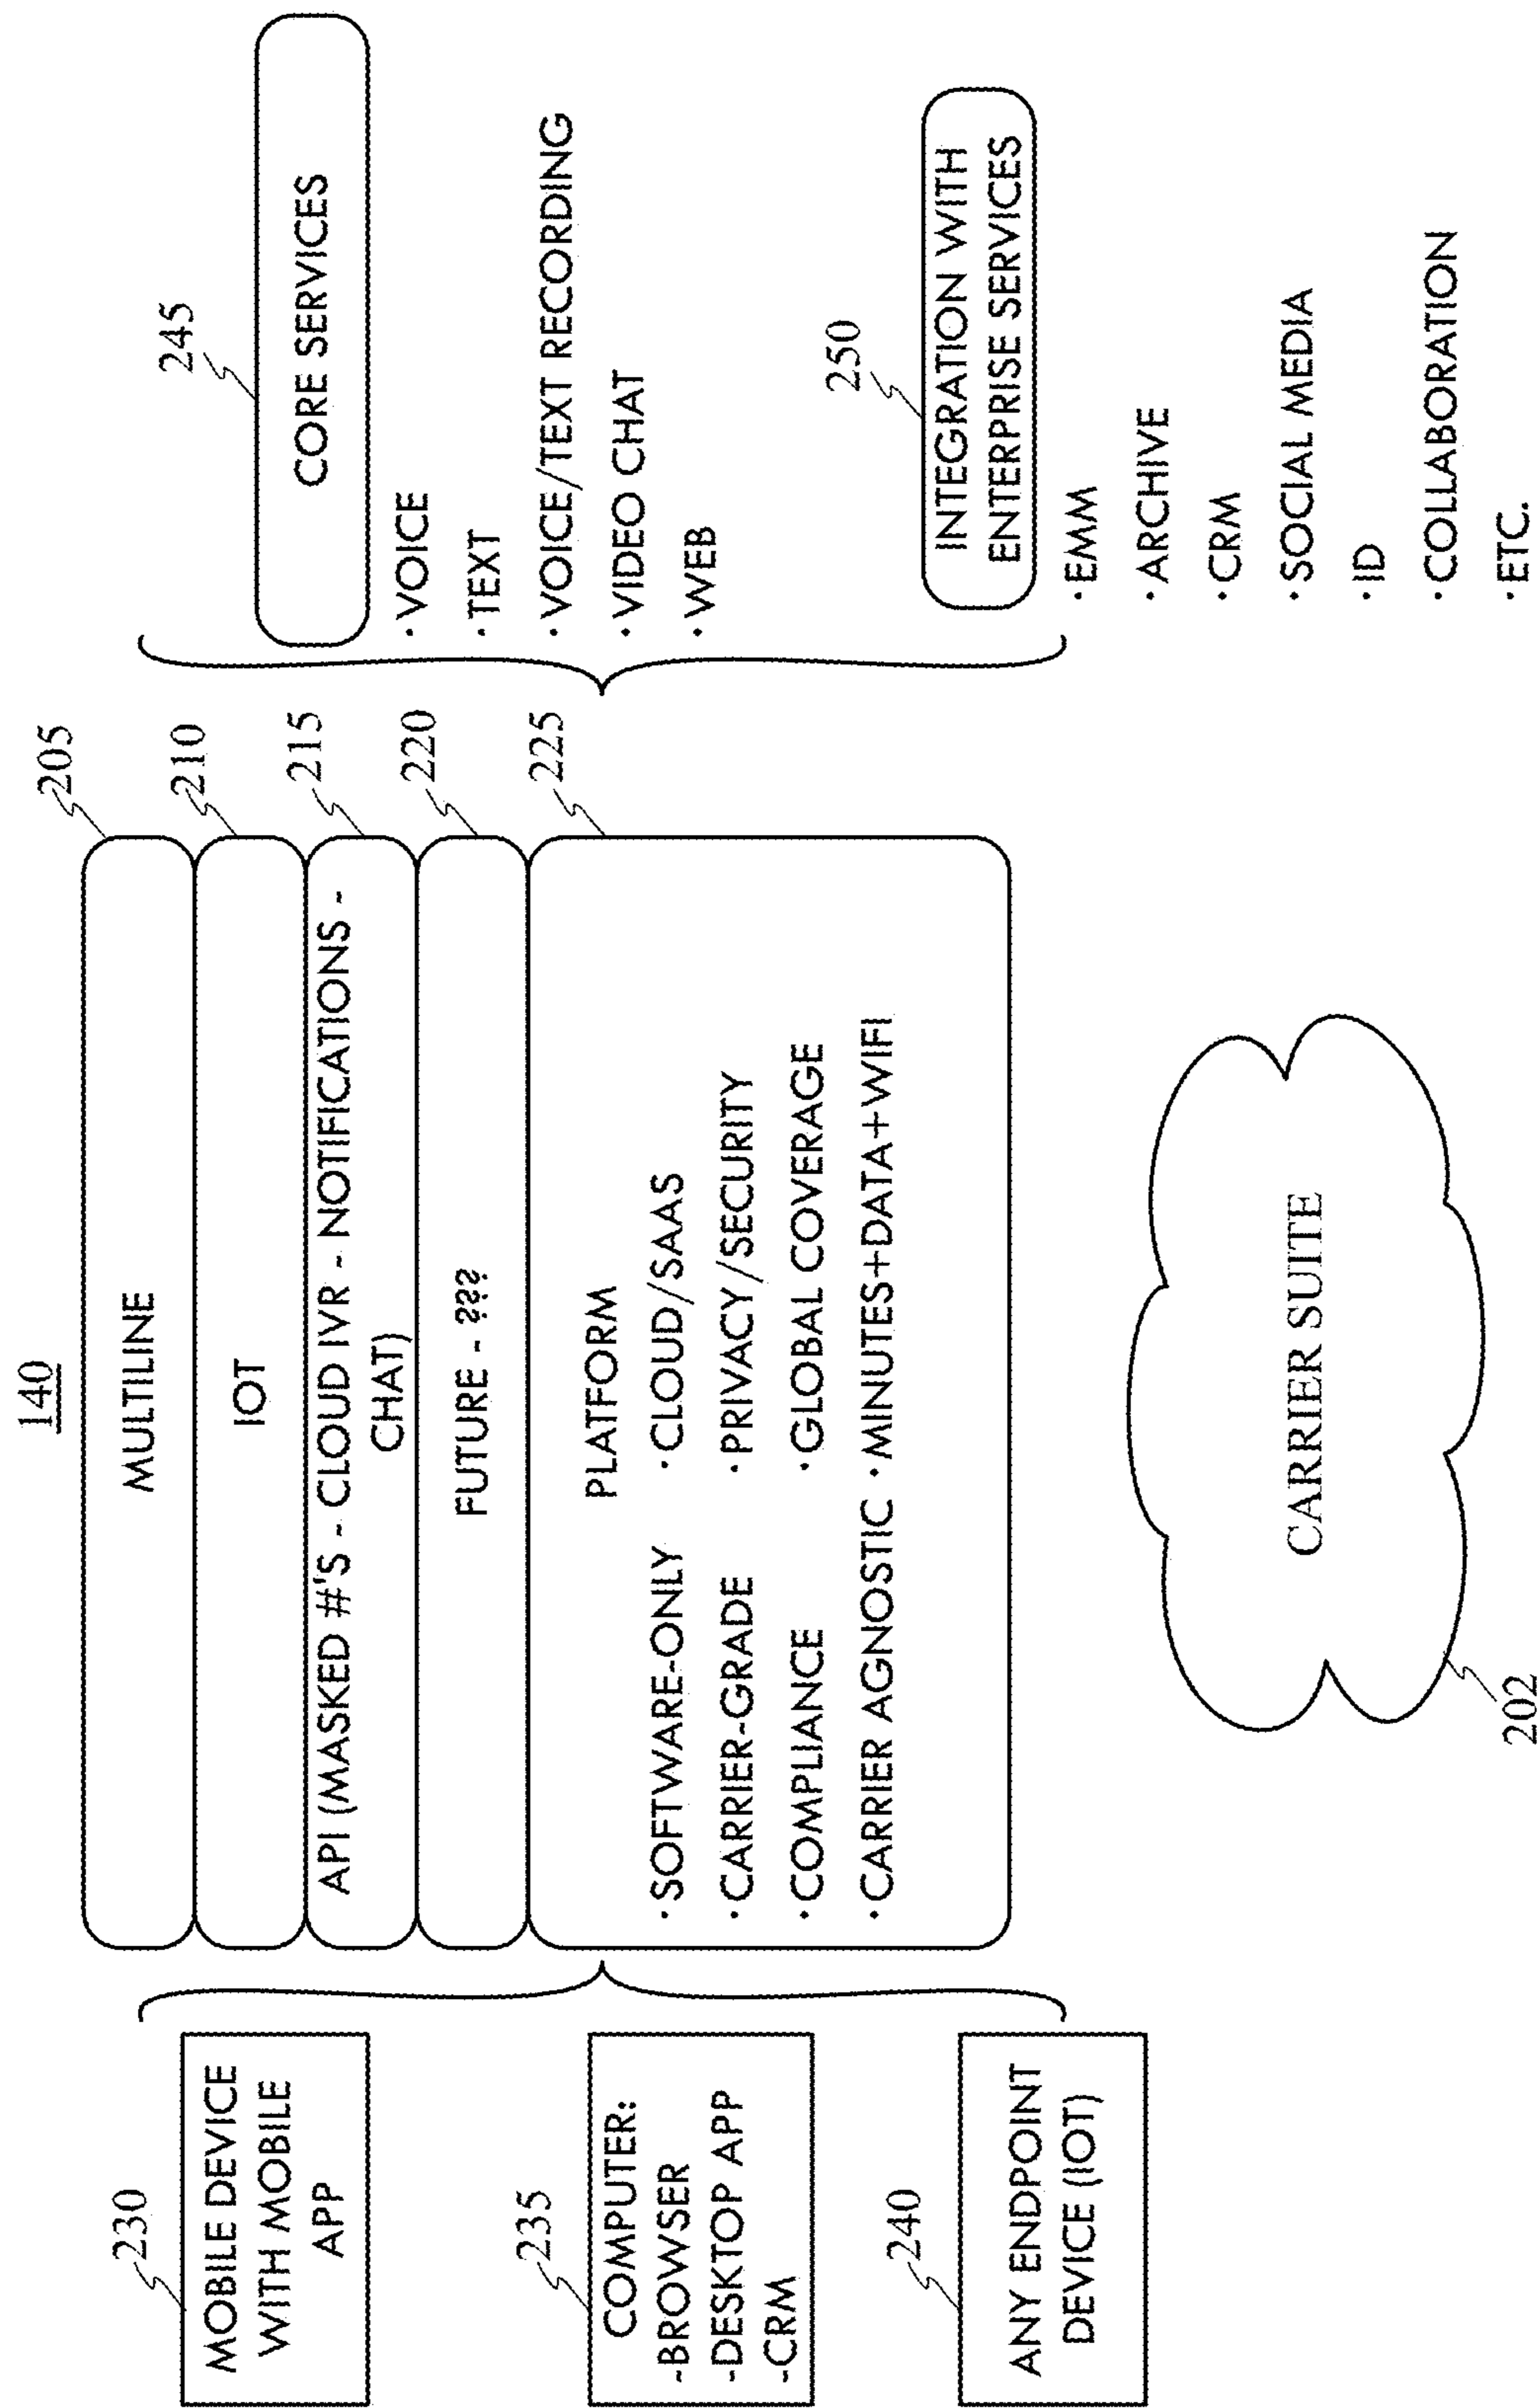 140
230
MOBILE DEVICE
WITH MOBILE
APP
235
COMPUTER:
-BROWSER
-DESKTOP APP
-CRM
240
ANY ENDPOINT
DEVICE (IOT)
205
MULTILINE
210
IOT
215
API (MASKED #'S - CLOUD IVR - NOTIFICATIONS -
CHAT)
220
FUTURE - ???
225
PLATFORM
·SOFTWARE-ONLY ·CLOUD/SAAS
·CARRIER-GRADE ·PRIVACY/SECURITY
·COMPLIANCE ·GLOBAL COVERAGE
·CARRIER AGNOSTIC ·MINUTES+DATA+WIFI
CARRIER SUITE
202
245
CORE SERVICES
·VOICE
·TEXT
·VOICE/TEXT RECORDING
·VIDEO CHAT
·WEB
250
INTEGRATION WITH
ENTERPRISE SERVICES
·EMM
·ARCHIVE
·CRM
·SOCIAL MEDIA
·ID
·COLLABORATION
·ETC.